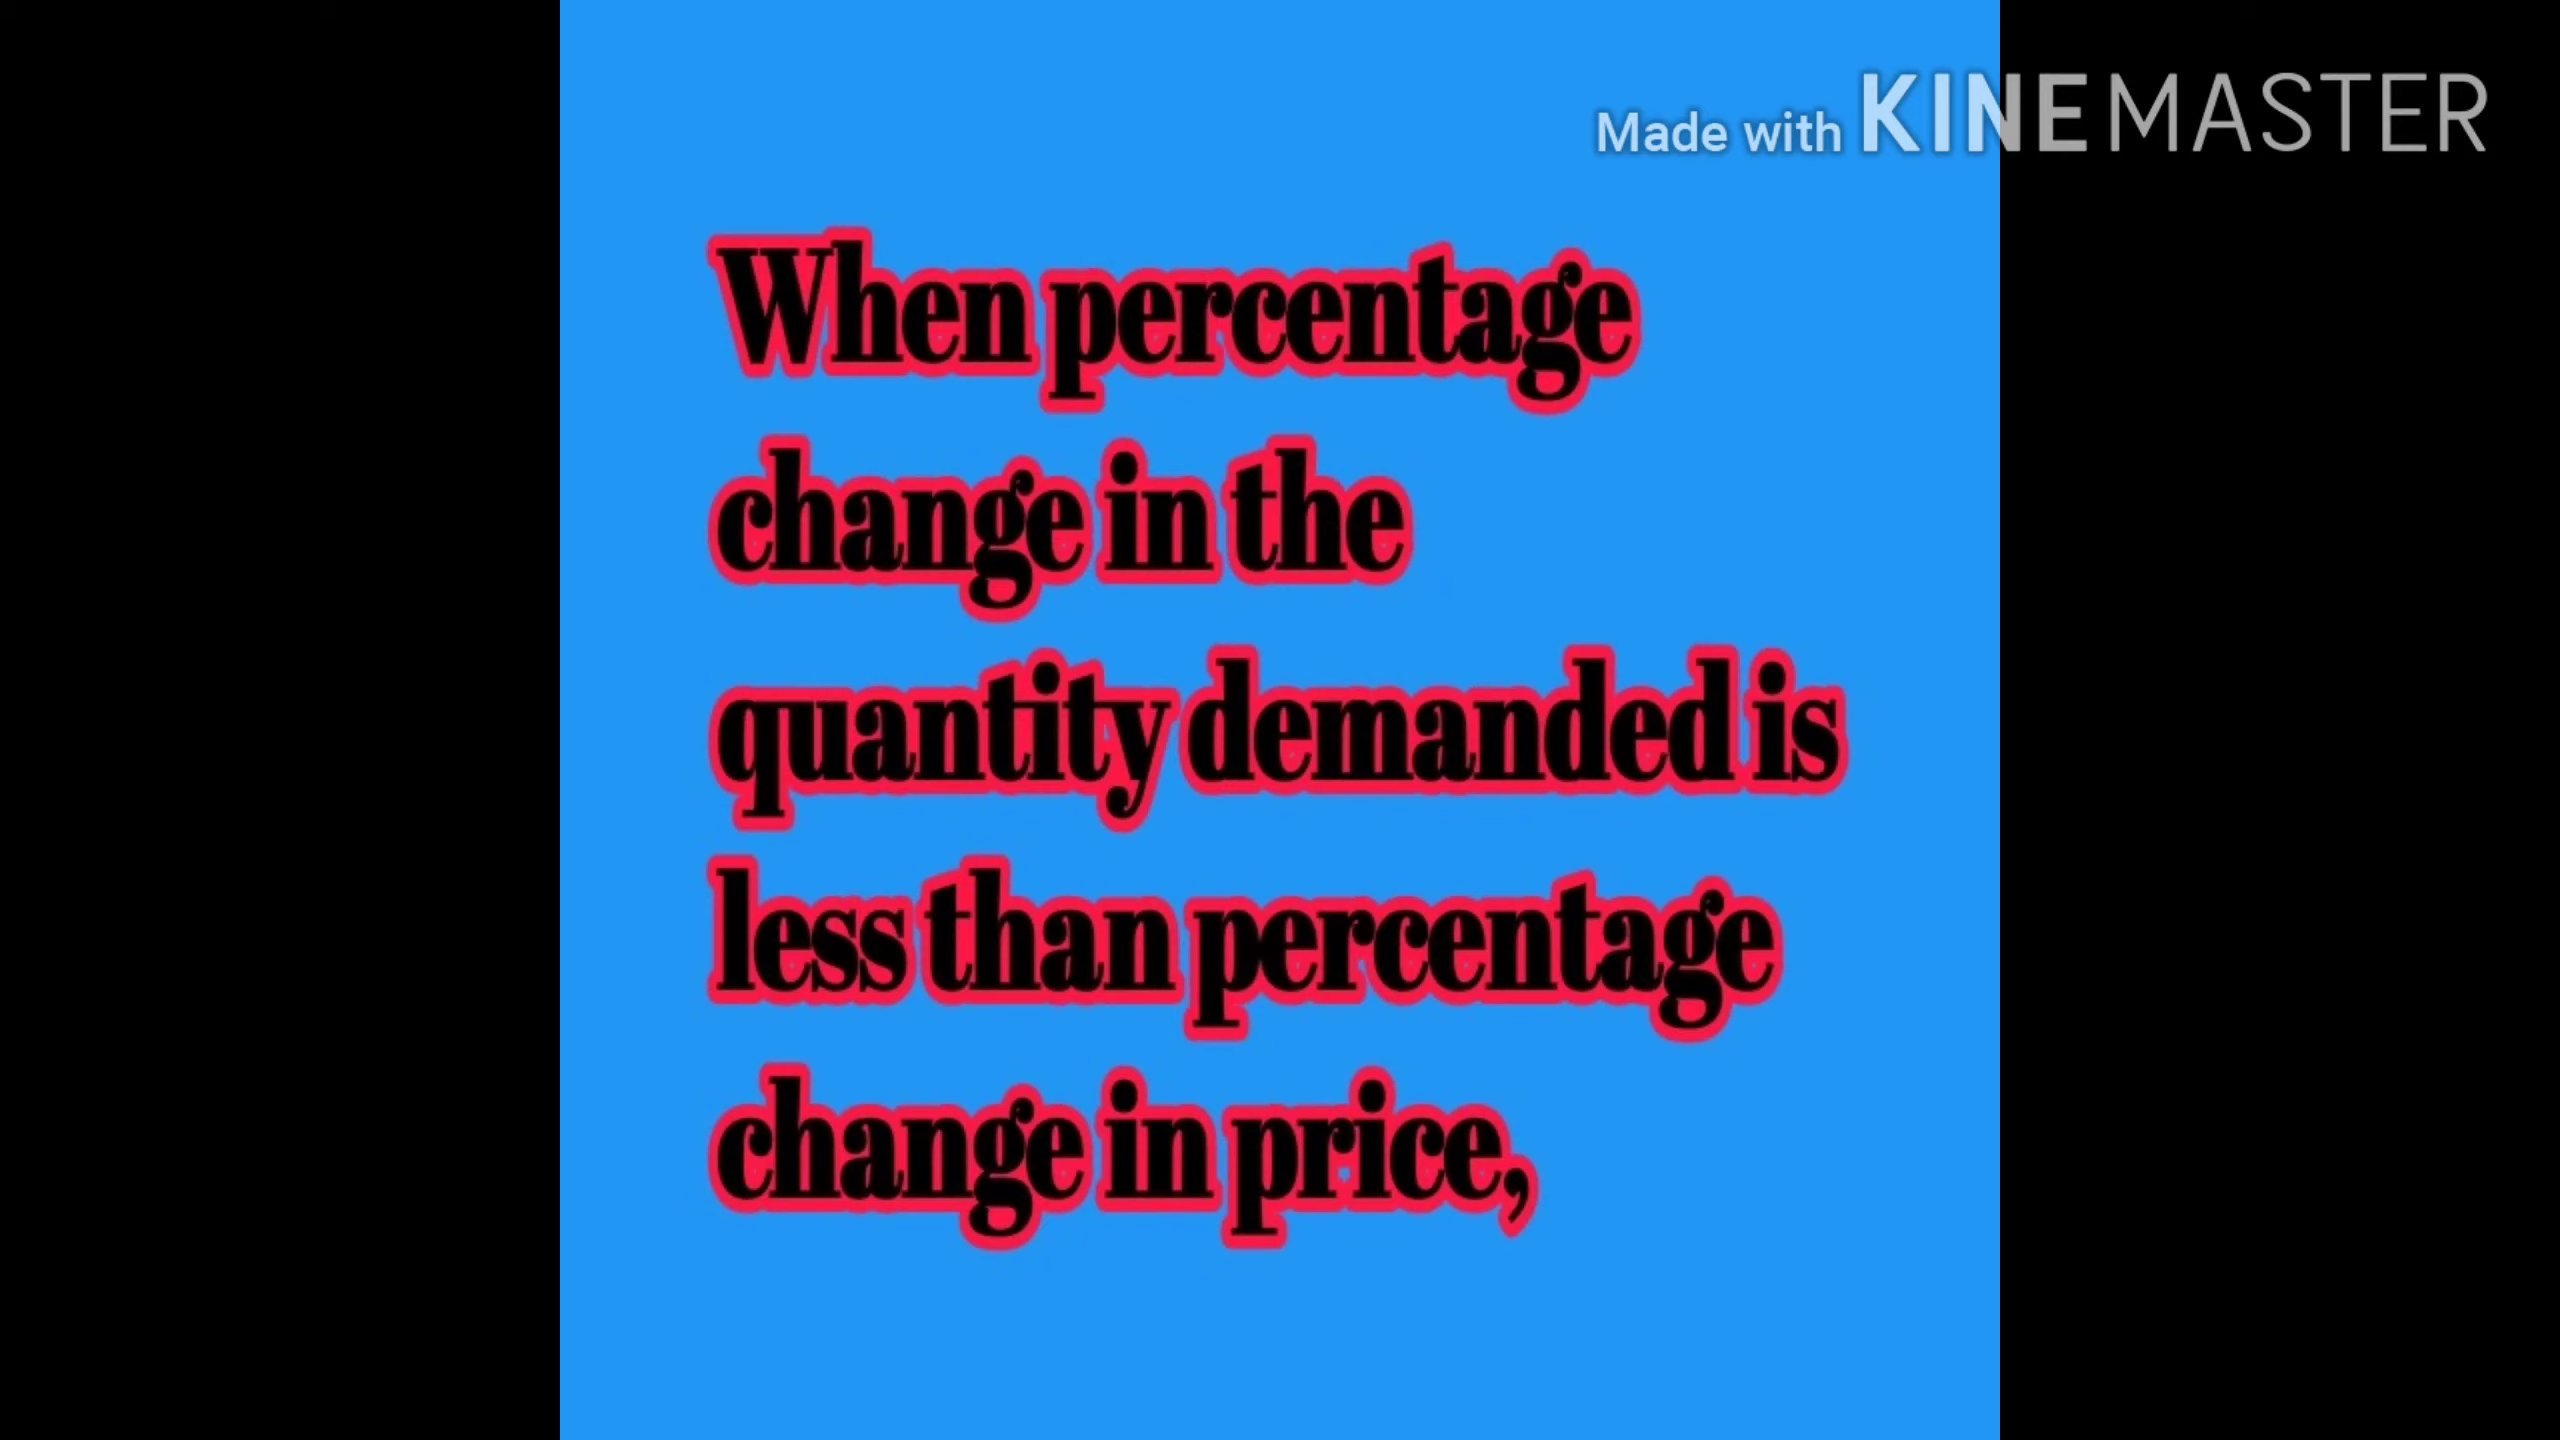 Made with KINEMASTER
When percentage
change in the
quantity demanded is
less than percentage
change in price,